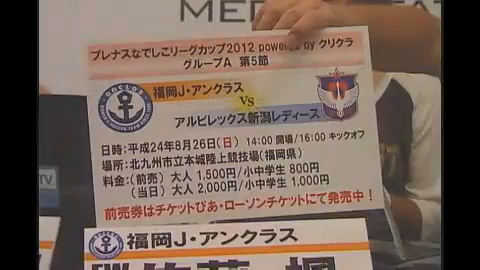 プレナスなでしこリーグカップ2012 powered by クリクラ
グループA 第5節
福岡J・アンクラス
VS
アルビレックス新潟レディース
日時:平成24年8月26日(日) 14:00 開場/16:00 キックオフ
場所:北九州市立本城陸上競技場(福岡県)
料金:(前売) 大人 1,500円/小中学生 800円
(当日) 大人 2,000円/小中学生 1,000円
前売券はチケットぴあ・ローソンチケットにて発売中!
福岡J・アンクラス